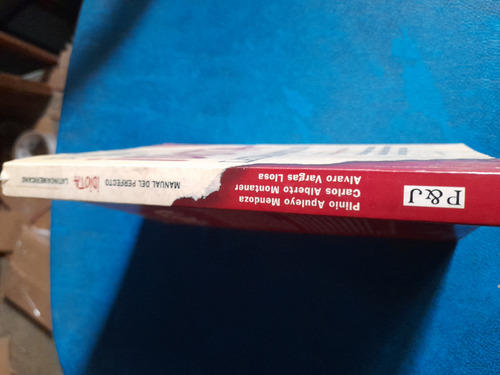 Plinio Apuleyo Mendoza
Carlos Alberto Montaner
Alvaro Vargas Llosa
MANUAL DEL PERFECTO
IDIOTA
LATINOAMERICANO
P&J